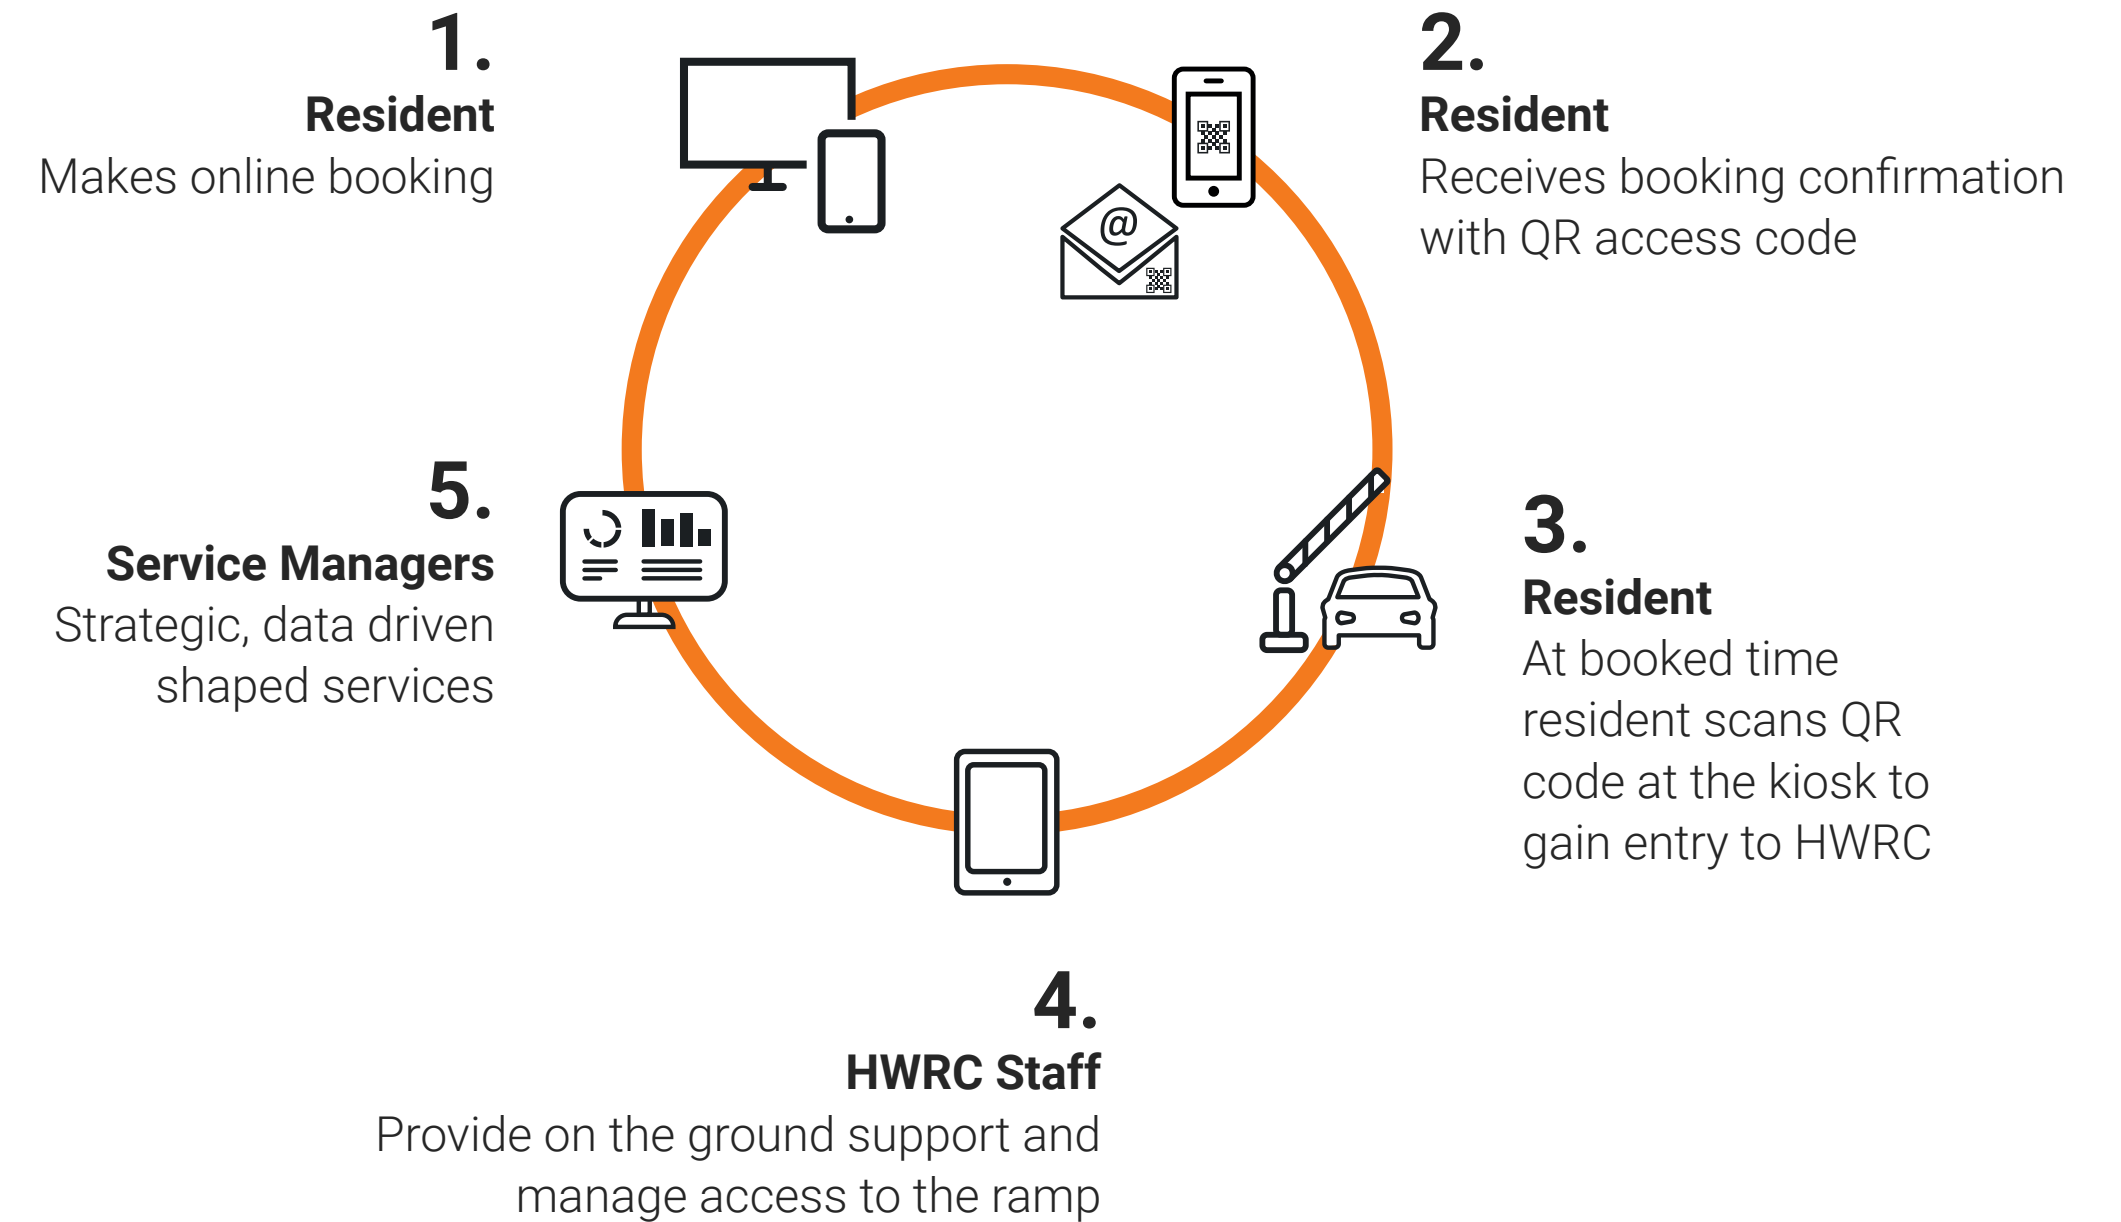 1.
Resident
Makes online booking
2.
Resident
Receives booking confirmation
with QR access code
@
3.
Resident
At booked time
resident scans QR
code at the kiosk to
gain entry to HWRC
4.
HWRC Staff
Provide on the ground support and
manage access to the ramp
5.
Service Managers
Strategic, data driven
shaped services